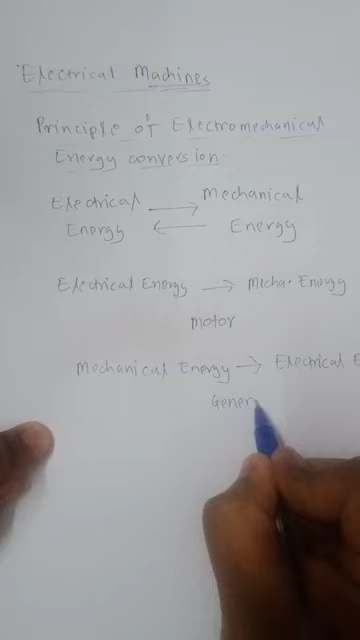 Electrical Machines
Principle of Electromechanical
Energy conversion.
Electrical → Mechanical
Energy ← Energy
Electrical Energy → Mecha. Energy
motor
Mechanical Energy → Electrical E
Gener